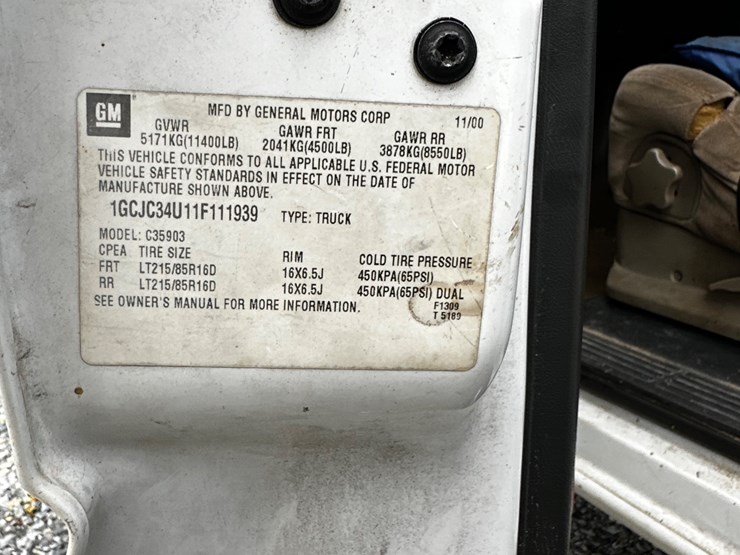 GM
MFD BY GENERAL MOTORS CORP 11/00
GVWR GAWR FRT GAWR RR
5171KG(11400LB) 2041KG(4500LB) 3878KG(8550LB)
THIS VEHICLE CONFORMS TO ALL APPLICABLE U.S. FEDERAL MOTOR
VEHICLE SAFETY STANDARDS IN EFFECT ON THE DATE OF
MANUFACTURE SHOWN ABOVE.
1GCJC34U11F111939 TYPE: TRUCK
MODEL: C35903
CPEA TIRE SIZE RIM COLD TIRE PRESSURE
FRT LT215/85R16D 16X6.5J 450KPA(65PSI)
RR LT215/85R16D 16X6.5J 450KPA(65PSI) DUAL
SEE OWNER'S MANUAL FOR MORE INFORMATION. F1309
T 5189